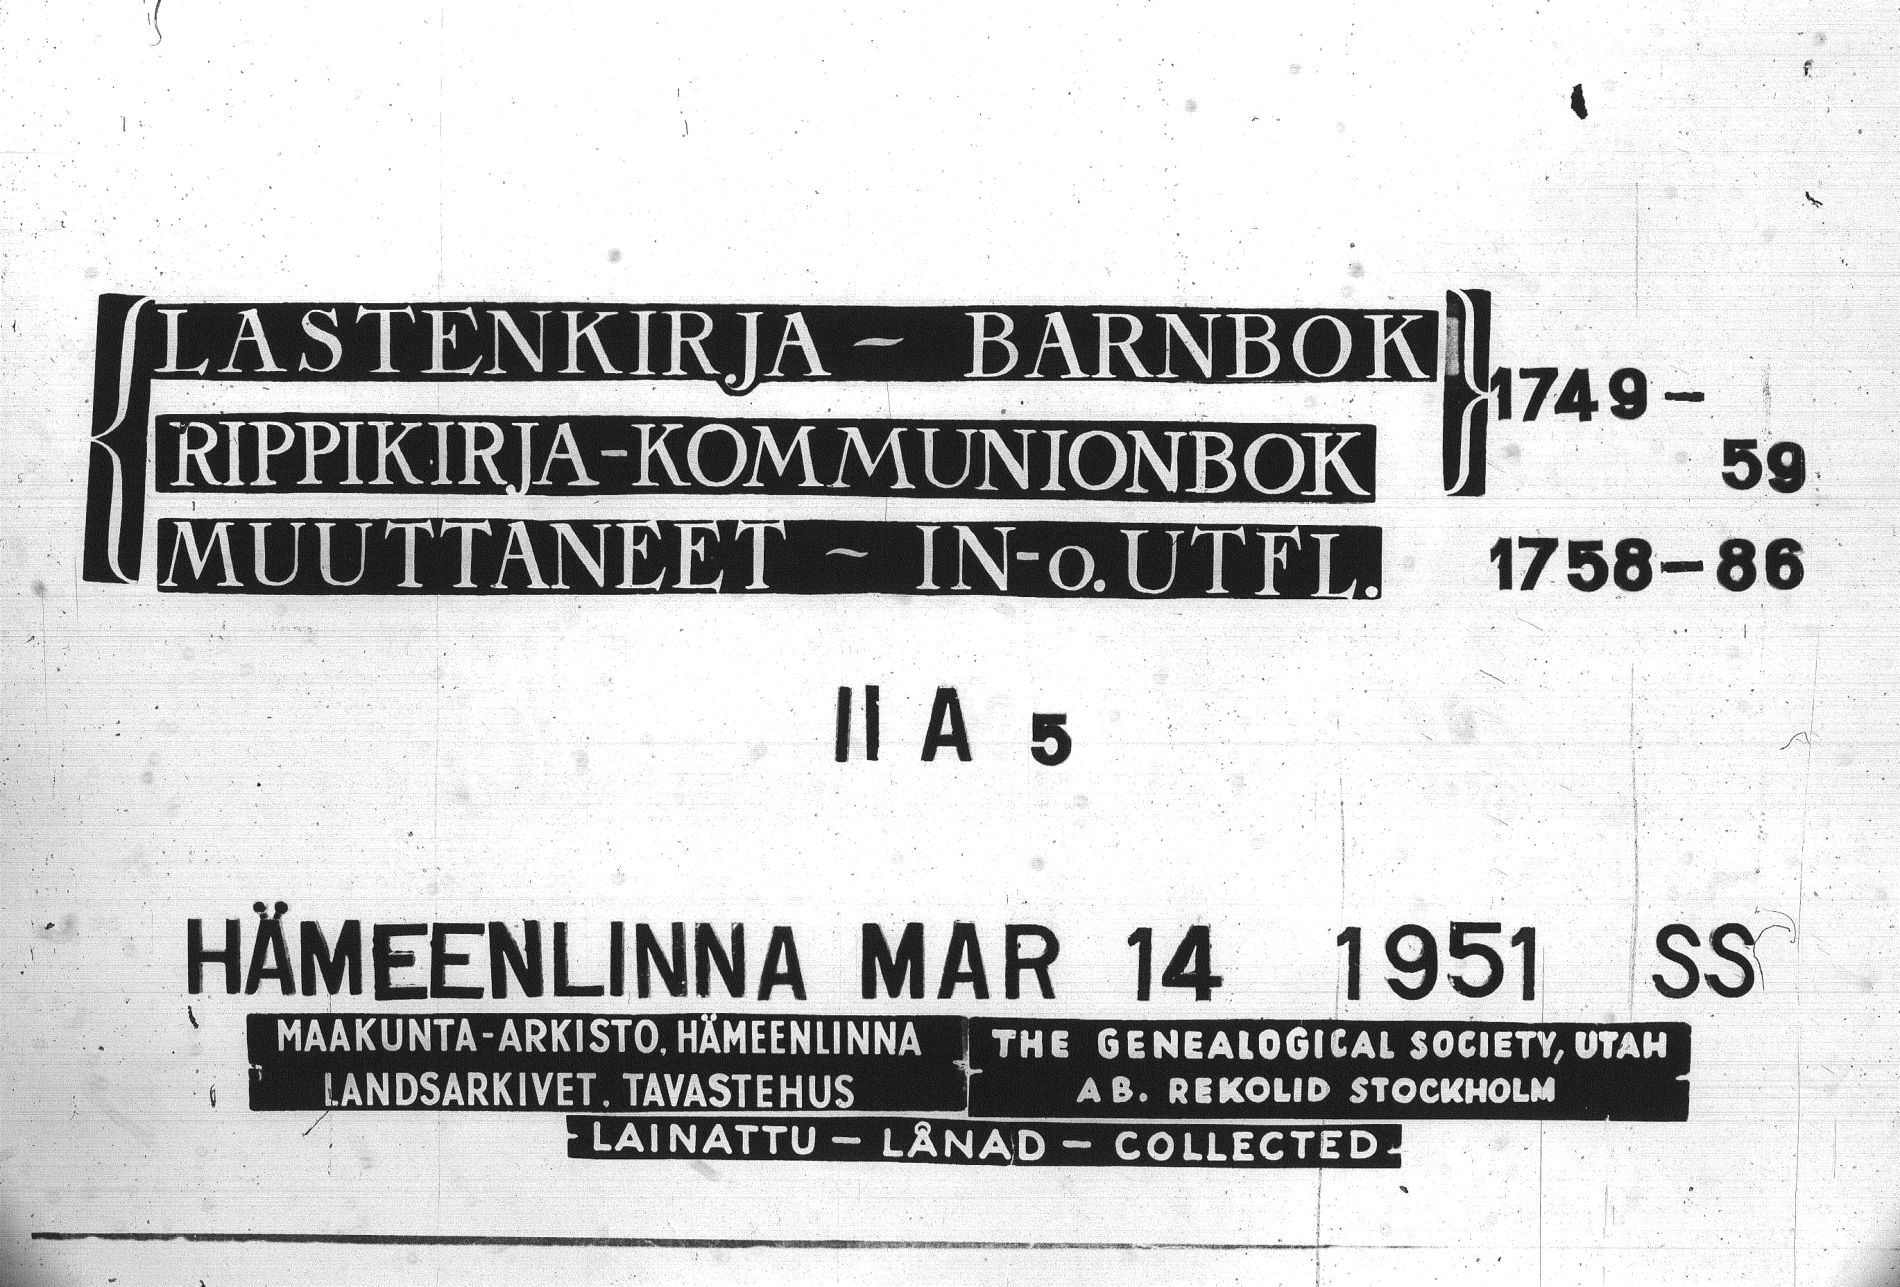 LASTENKIRJA - BARNBOK
RIPPIKIRJA-KOMMUNIONBOK
1749-
59
MUUTTANEET - IN-o. UTFL. 1758-86
II A 5
HÄMEENLINNA MAR 14 1951 SS
MAAKUNTA-ARKISTO, HÄMEENLINNA
LANDSARKIVET, TAVASTEHUS
THE GENEALOGICAL SOCIETY, UTAH
AB. REKOLID STOCKHOLM
-LAINATTU - LÅNAD - COLLECTED-